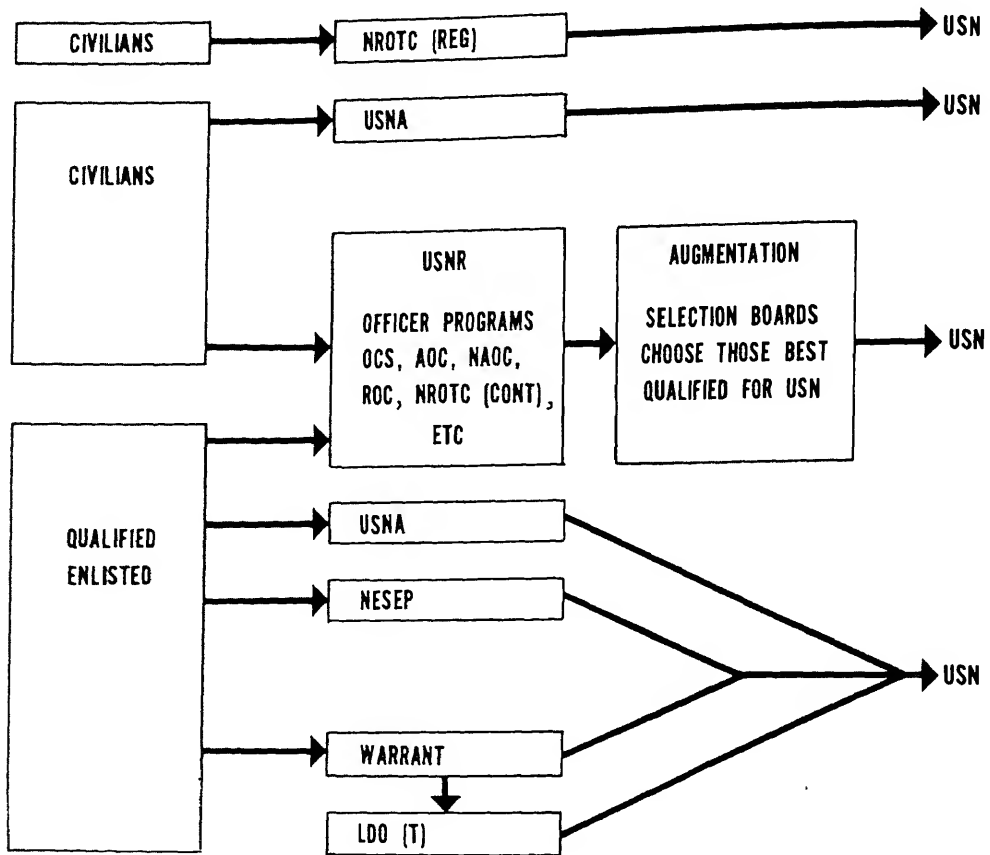 CIVILIANS
NROTC (REG)
USN
CIVILIANS
USNA
USN
USNR
OFFICER PROGRAMS
OCS, AOC, NAOC,
ROC, NROTC (CONT),
ETC
AUGMENTATION
SELECTION BOARDS
CHOOSE THOSE BEST
QUALIFIED FOR USN
USN
QUALIFIED
ENLISTED
USNA
NESEP
USN
WARRANT
LDO (T)